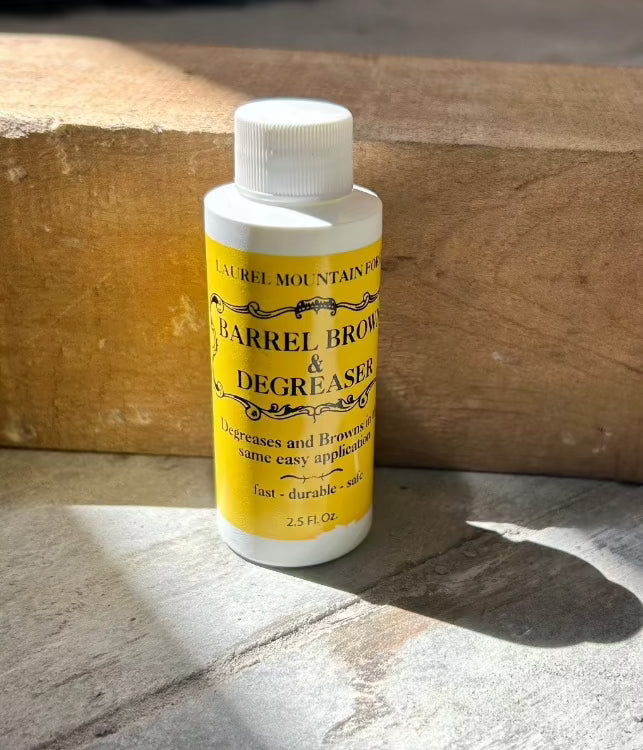 LAUREL MOUNTAIN FOR
BARREL BROWN
&
DEGREASER
Degreases and Browns in
same easy application
fast - durable - safe
2.5 Fl. Oz.